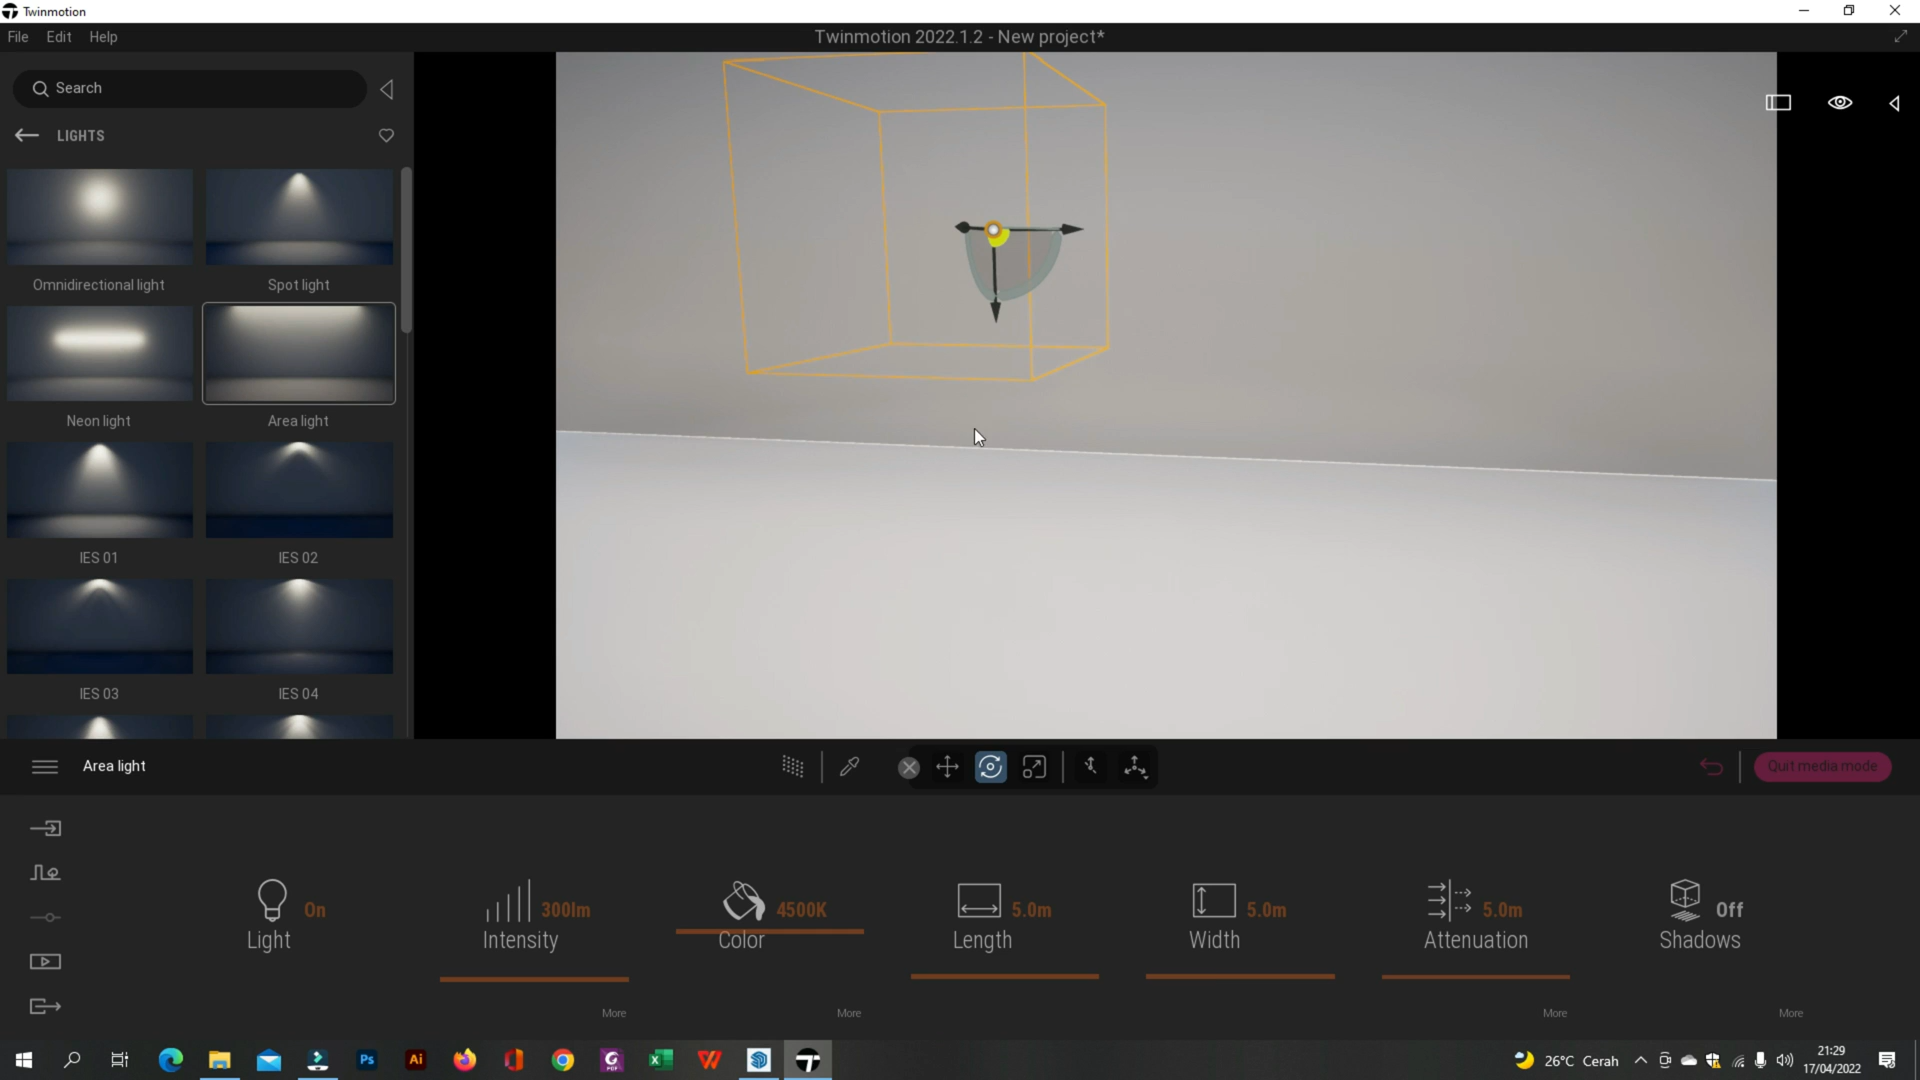 Twinmotion
File Edit Help
Twinmotion 2022.1.2 - New project*
Search
LIGHTS
Omnidirectional light
Spot light
Neon light
Area light
IES 01
IES 02
IES 03
IES 04
Area light
Quit media mode
On
Light
300lm
Intensity
4500K
Color
5.0m
Length
5.0m
Width
5.0m
Attenuation
Off
Shadows
More
More
More
More
26°C Cerah
21:29
17/04/2022